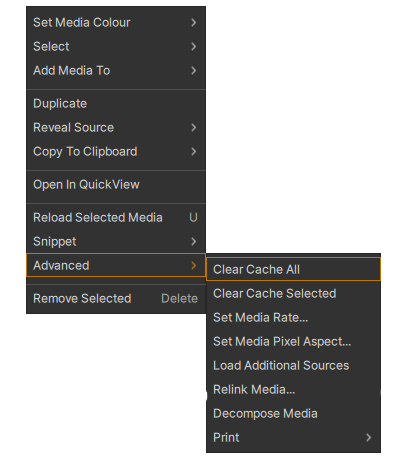 Set Media Colour
Select
Add Media To
Duplicate
Reveal Source
Copy To Clipboard
Open In QuickView
Reload Selected Media U
Snippet
Advanced
Remove Selected Delete
Clear Cache All
Clear Cache Selected
Set Media Rate...
Set Media Pixel Aspect...
Load Additional Sources
Relink Media...
Decompose Media
Print